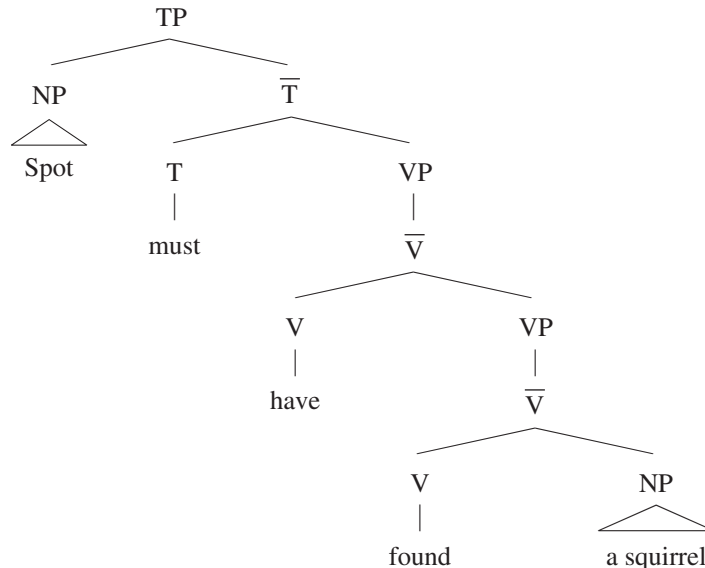 TP
NP T̅
Spot T VP
must V̅
V VP
have V̅
V NP
found a squirrel